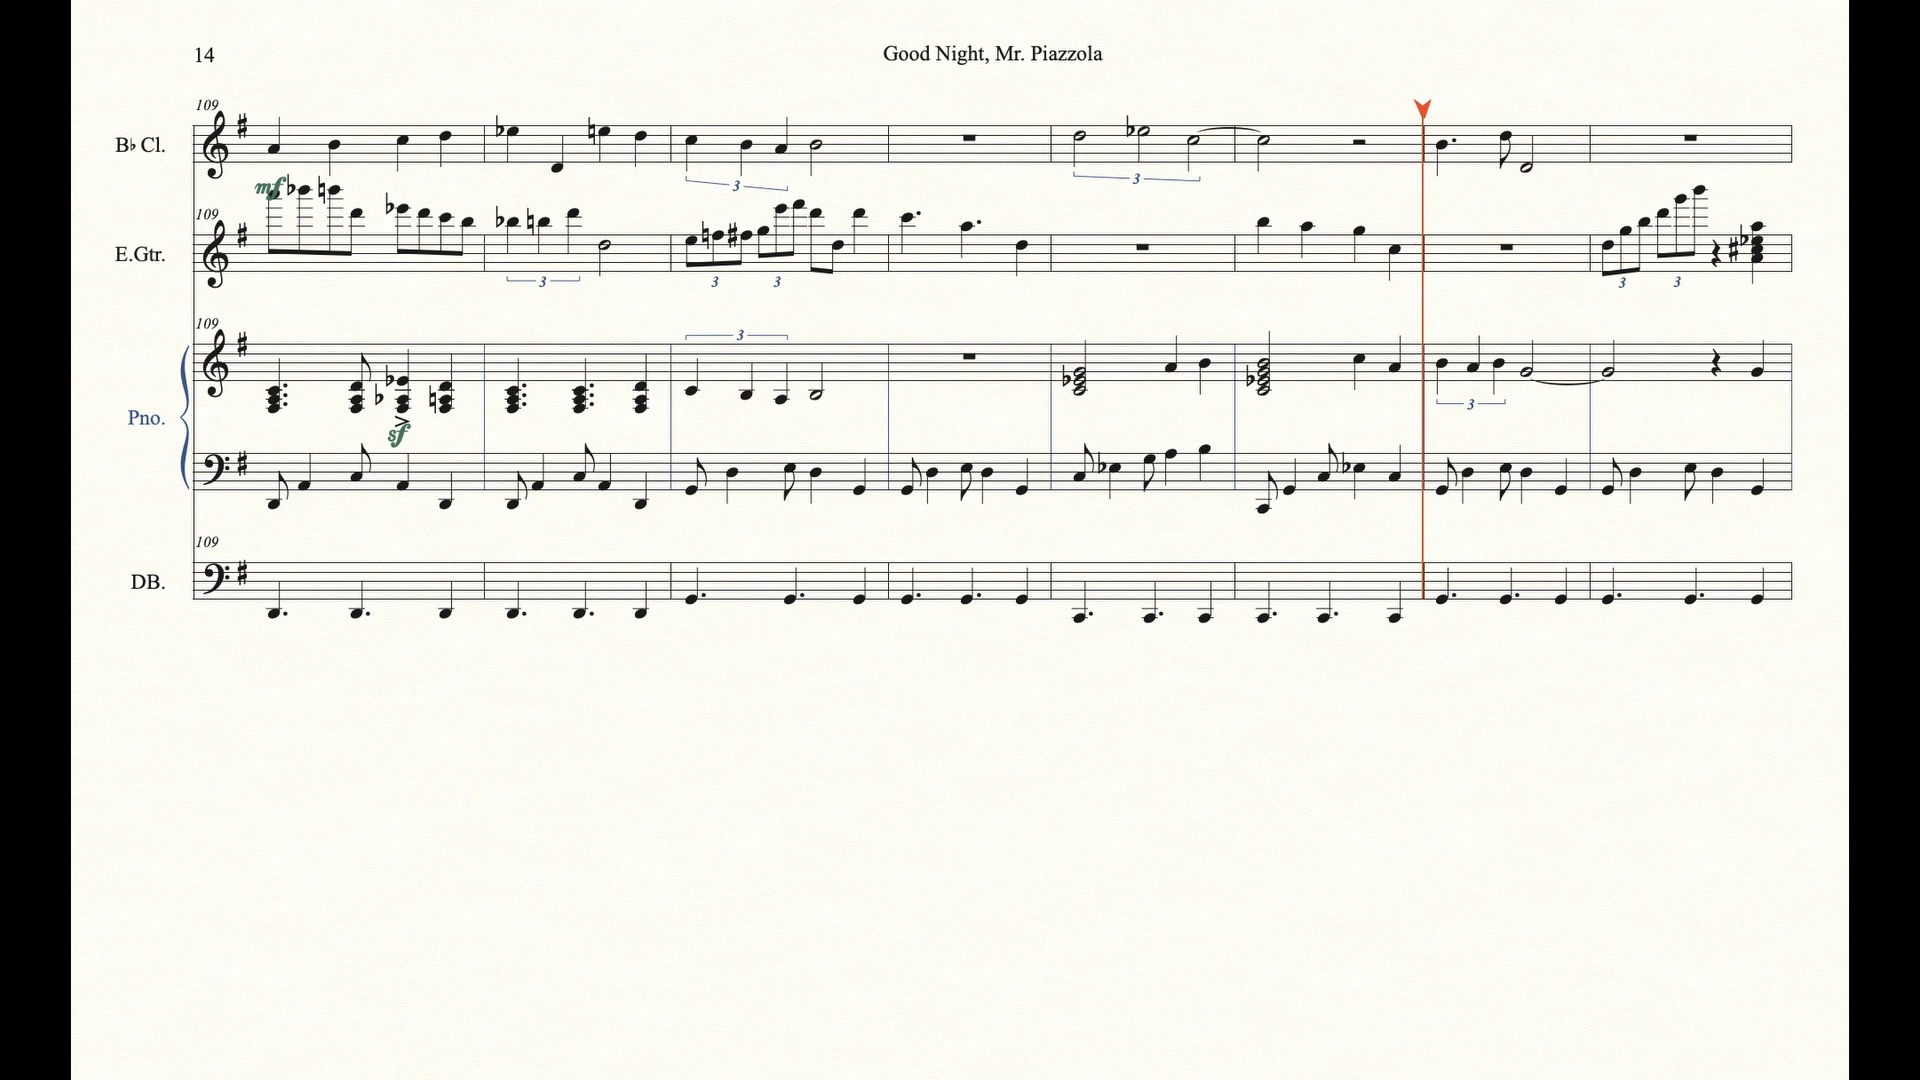 14
Good Night, Mr. Piazzola
109
B♭ Cl.
3
3
mf
109
E.Gtr.
3
3
3
3
3
109
3
Pno.
sf
3
109
DB.